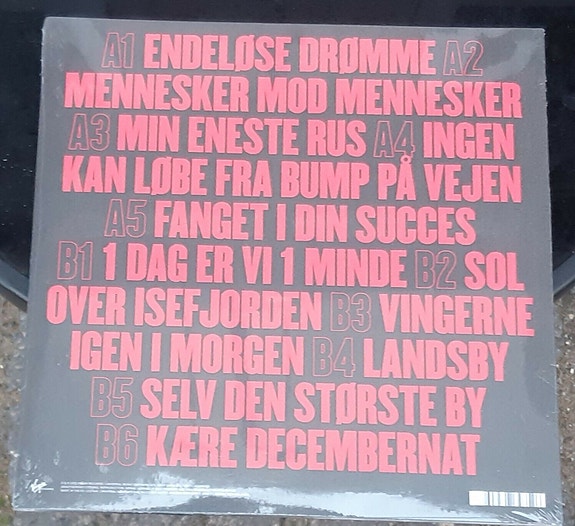 A1 ENDELØSE DRØMME A2
MENNESKER MOD MENNESKER
A3 MIN ENESTE RUS A4 INGEN
KAN LØBE FRA BUMP PÅ VEJEN
A5 FANGET I DIN SUCCES
B1 1 DAG ER VI 1 MINDE B2 SOL
OVER ISEFJORDEN B3 VINGERNE
IGEN I MORGEN B4 LANDSBY
B5 SELV DEN STØRSTE BY
B6 KÆRE DECEMBERNAT
Virgin